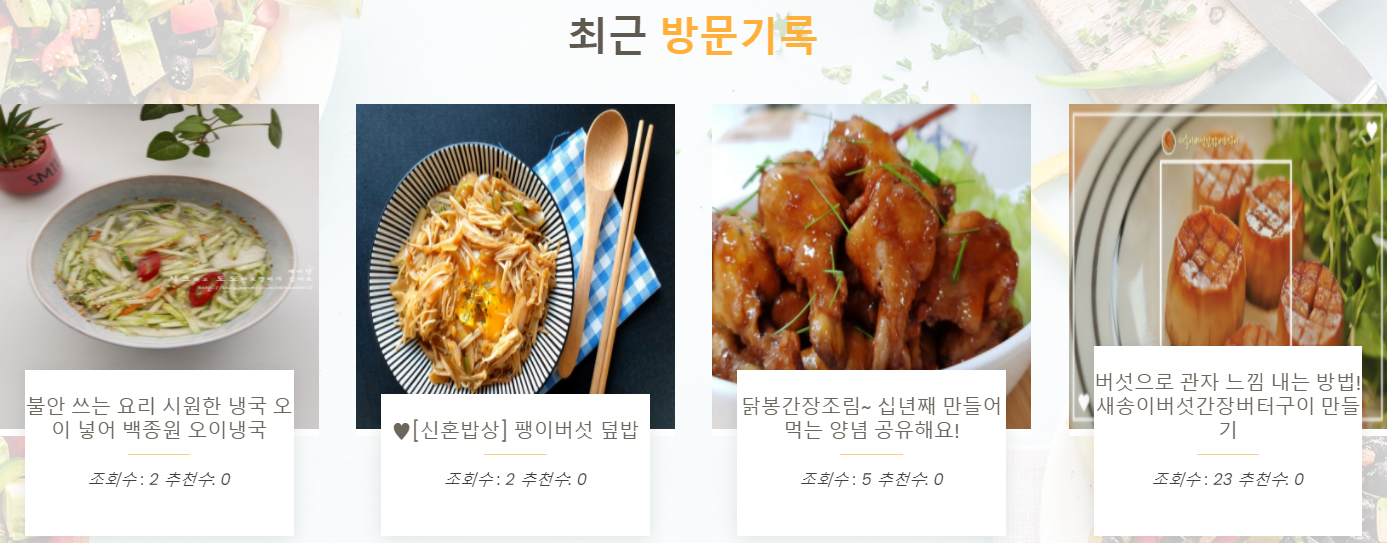 최근 방문기록
SMI
불안 쓰는 요리 시원한 냉국 오
이 넣어 백종원 오이냉국
조회수 : 2 추천수: 0
♥[신혼밥상] 팽이버섯 덮밥
조회수 : 2 추천수: 0
닭봉간장조림~ 십년째 만들어
먹는 양념 공유해요!
조회수 : 5 추천수: 0
버섯으로 관자 느낌 내는 방법!
새송이버섯간장버터구이 만들
기
조회수 : 23 추천수: 0